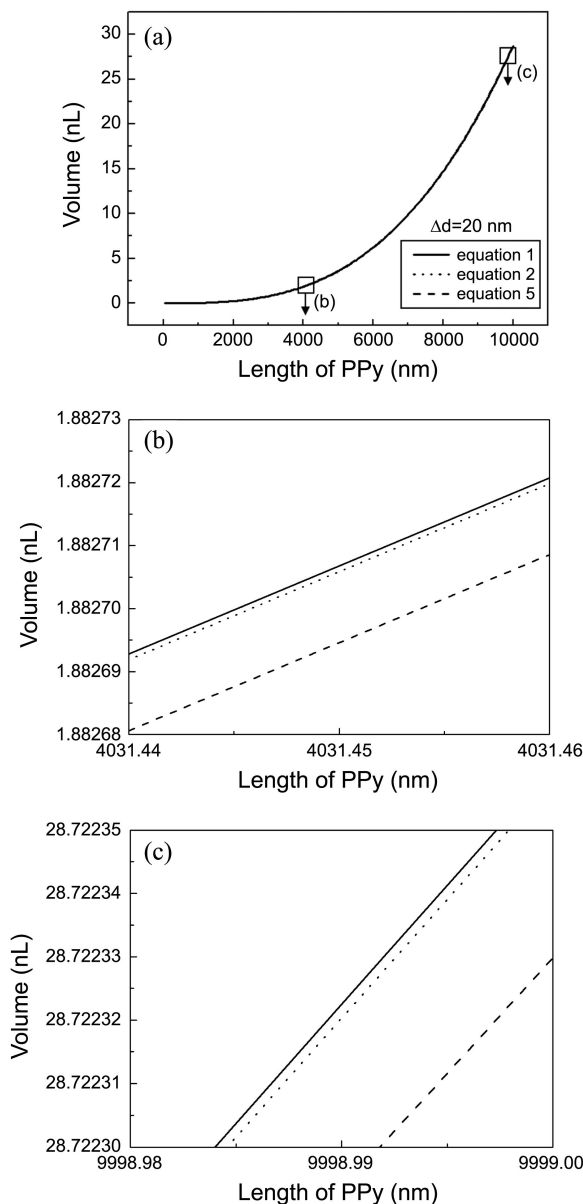 (a)
30
25
20
15
10
5
0
Volume (nL)
(c)
(b)
Δd=20 nm
equation 1
equation 2
equation 5
0 2000 4000 6000 8000 10000
Length of PPy (nm)
(b)
1.88273
1.88272
1.88271
1.88270
1.88269
1.88268
Volume (nL)
4031.44 4031.45 4031.46
Length of PPy (nm)
(c)
28.72235
28.72234
28.72233
28.72232
28.72231
28.72230
Volume (nL)
9998.98 9998.99 9999.00
Length of PPy (nm)